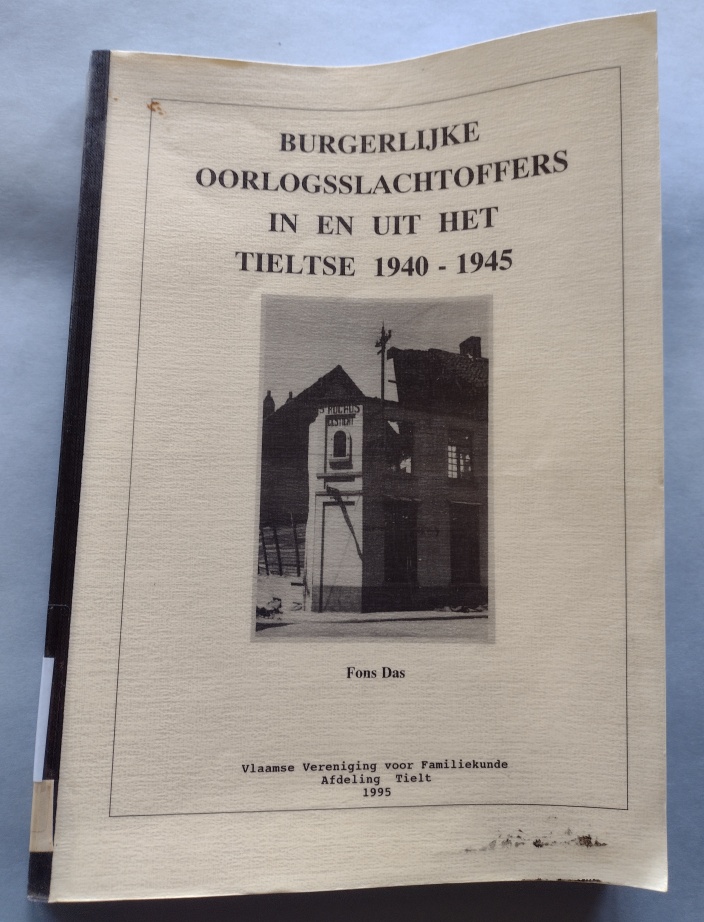 BURGERLIJKE
OORLOGSSLACHTOFFERS
IN EN UIT HET
TIELTSE 1940 - 1945
Fons Das
Vlaamse Vereniging voor Familiekunde
Afdeling Tielt
1995